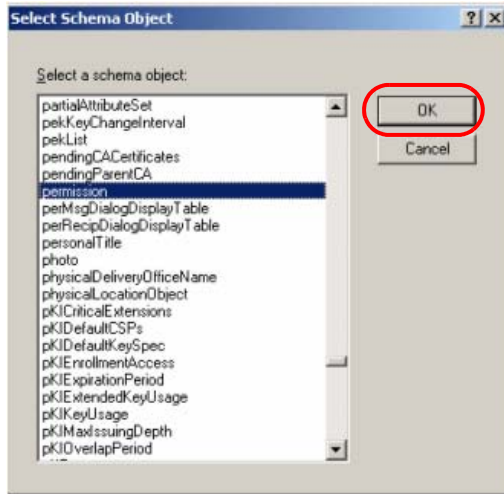 Select Schema Object
Select a schema object:
partialAttributeSet
pekKeyChangeInterval
pekList
pendingCACertificates
pendingParentCA
permission
perMsgDialogDisplayTable
perRecipDialogDisplayTable
personalTitle
photo
physicalDeliveryOfficeName
physicalLocationObject
pKICriticalExtensions
pKIDefaultCSPs
pKIDefaultKeySpec
pKIEnrollmentAccess
pKIExpirationPeriod
pKIExtendedKeyUsage
pKIKeyUsage
pKIMaxIssuingDepth
pKIOverlapPeriod
OK
Cancel